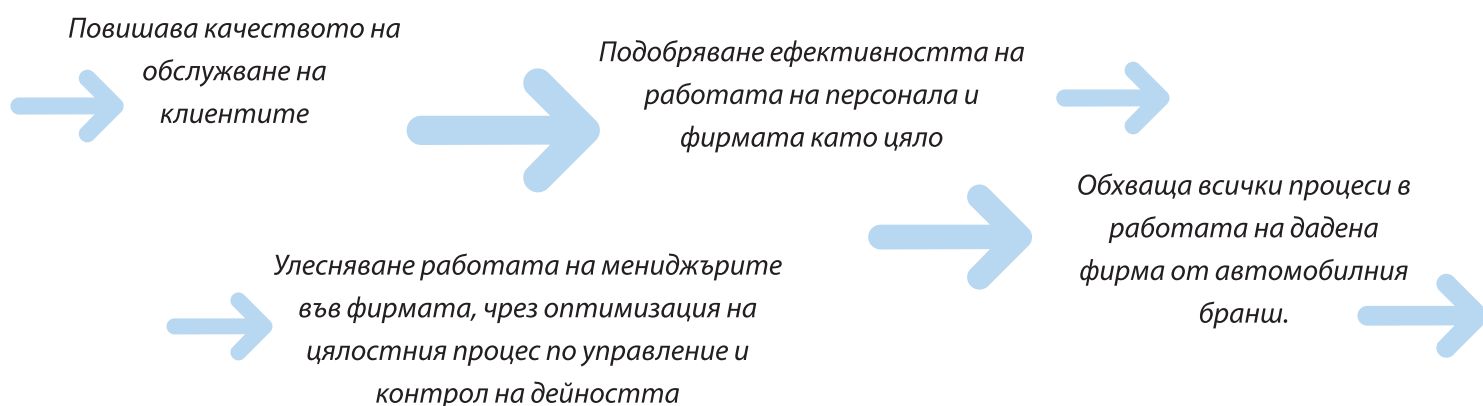 Повишава качеството на
обслужване на
клиентите
Подобряване ефективността на
работата на персонала и
фирмата като цяло
Обхваща всички процеси в
работата на дадена
фирма от автомобилния
бранш.
Улесняване работата на мениджърите
във фирмата, чрез оптимизация на
цялостния процес по управление и
контрол на дейността